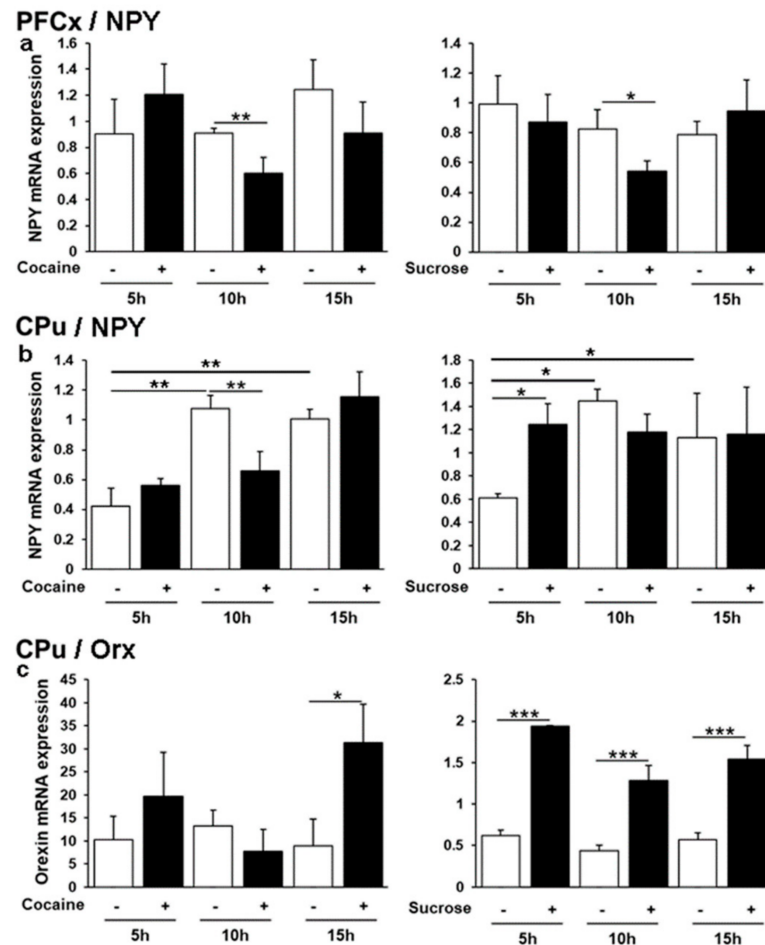 PFCx / NPY
a
NPY mRNA expression
1.6
1.4
1.2
1
0.8
0.6
0.4
0.2
0
**
Cocaine - + - + - +
5h 10h 15h
1.4
1.2
1
0.8
0.6
0.4
0.2
0
*
Sucrose - + - + - +
5h 10h 15h
CPu / NPY
b
NPY mRNA expression
1.4
1.2
1
0.8
0.6
0.4
0.2
0
**
** **
Cocaine - + - + - +
5h 10h 15h
1.8
1.6
1.4
1.2
1
0.8
0.6
0.4
0.2
0
*
*
*
Sucrose - + - + - +
5h 10h 15h
CPu / Orx
c
Orexin mRNA expression
45
40
35
30
25
20
15
10
5
0
*
Cocaine - + - + - +
5h 10h 15h
2.5
2
1.5
1
0.5
0
*** *** ***
Sucrose - + - + - +
5h 10h 15h